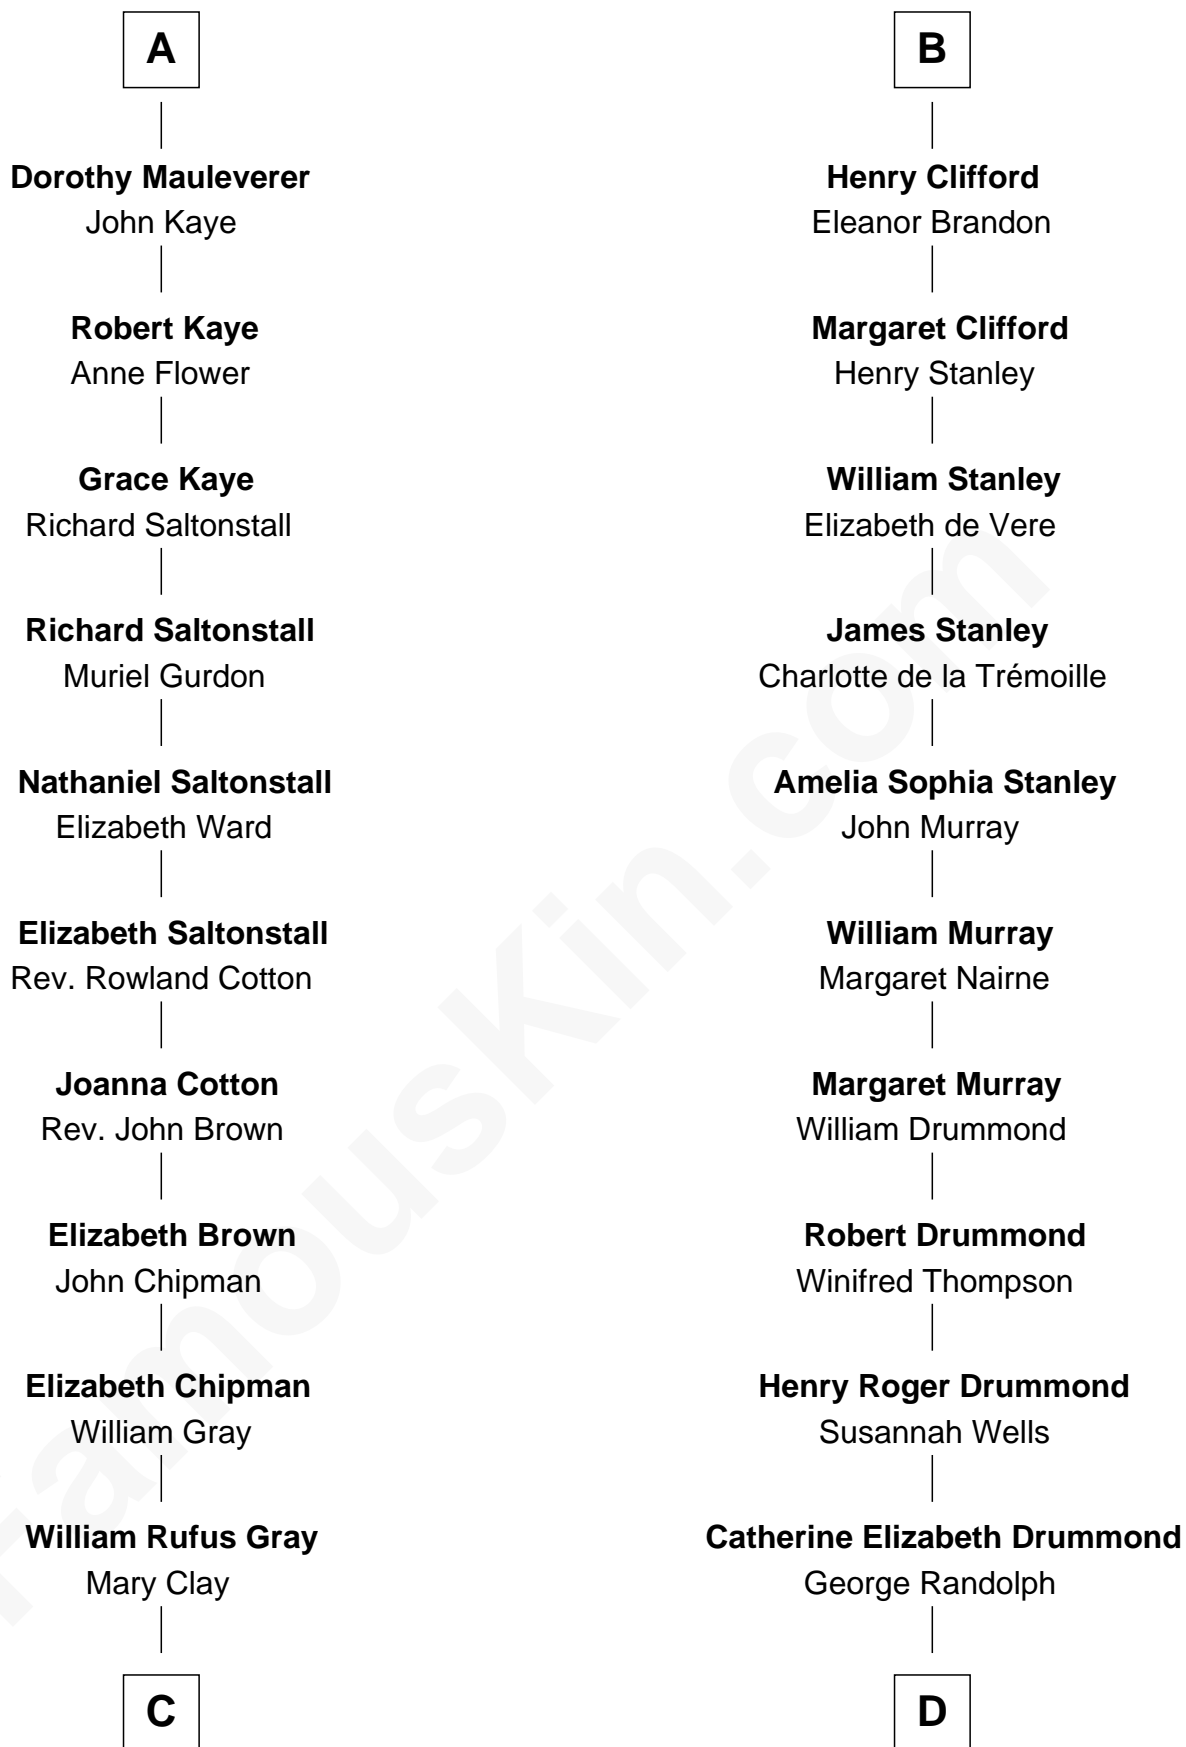 A
Dorothy Mauleverer
John Kaye
Robert Kaye
Anne Flower
Grace Kaye
Richard Saltonstall
Richard Saltonstall
Muriel Gurdon
Nathaniel Saltonstall
Elizabeth Ward
Elizabeth Saltonstall
Rev. Rowland Cotton
Joanna Cotton
Rev. John Brown
Elizabeth Brown
John Chipman
Elizabeth Chipman
William Gray
William Rufus Gray
Mary Clay
C
B
Henry Clifford
Eleanor Brandon
Margaret Clifford
Henry Stanley
William Stanley
Elizabeth de Vere
James Stanley
Charlotte de la Trémoille
Amelia Sophia Stanley
John Murray
William Murray
Margaret Nairne
Margaret Murray
William Drummond
Robert Drummond
Winifred Thompson
Henry Roger Drummond
Susannah Wells
Catherine Elizabeth Drummond
George Randolph
D
FamousKin.com